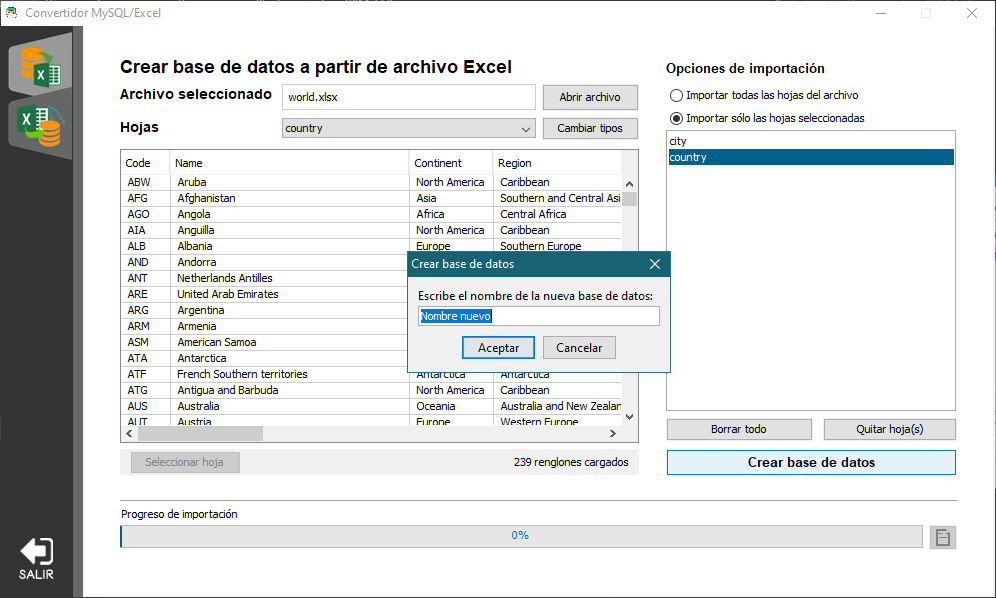 Convertidor MySQL/Excel
Crear base de datos a partir de archivo Excel
Archivo seleccionado
world.xlsx
Abrir archivo
Hojas
country
Cambiar tipos
Code Name Continent Region
ABW Aruba North America Caribbean
AFG Afghanistan Asia Southern and Central Asi
AGO Angola Africa Central Africa
AIA Anguilla North America Caribbean
ALB Albania Europe Southern Europe
AND Andorra
ANT Netherlands Antilles
ARE United Arab Emirates
ARG Argentina
ARM Armenia
ASM American Samoa
ATA Antarctica
ATF French Southern territories Antarctica Antarctica
ATG Antigua and Barbuda North America Caribbean
AUS Australia Oceania Australia and New Zealan
AUT Austria Europe Western Europe
Seleccionar hoja
239 renglones cargados
Crear base de datos
Escribe el nombre de la nueva base de datos:
Nombre nuevo
Aceptar
Cancelar
Opciones de importación
Importar todas las hojas del archivo
Importar sólo las hojas seleccionadas
city
country
Borrar todo
Quitar hoja(s)
Crear base de datos
Progreso de importación
0%
X
X
SALIR